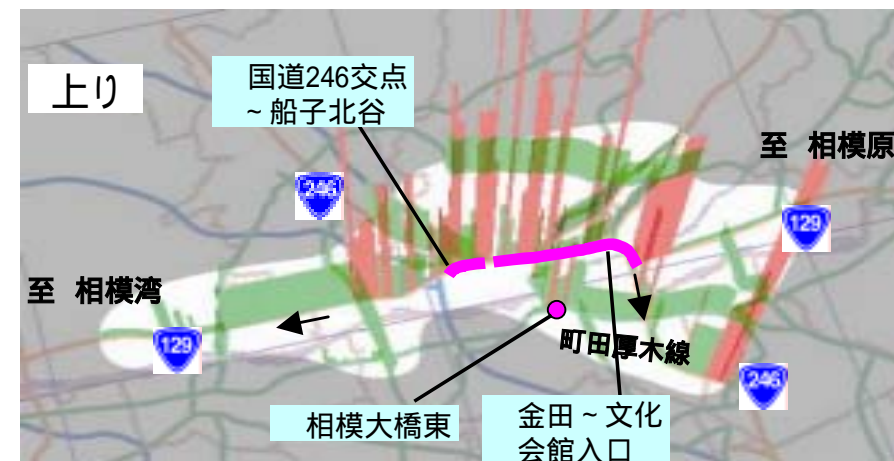 上り
国道246交点
~ 船子北谷
至 相模原
246
129
至 相模湾
129
町田厚木線
246
相模大橋東
金田 ~ 文化
会館入口